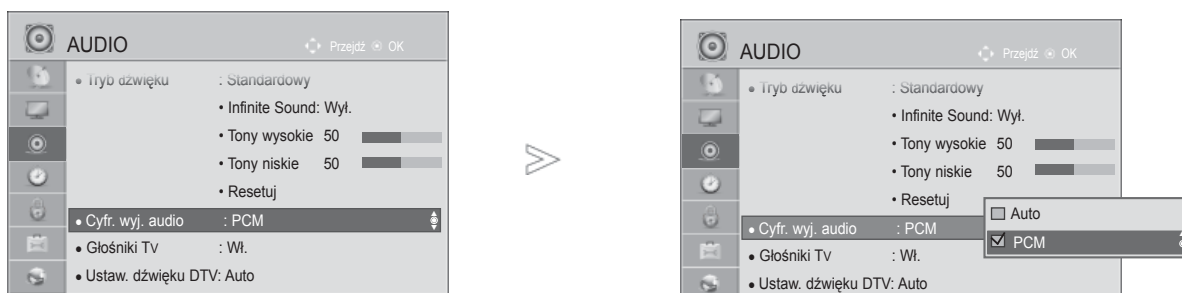 AUDIO
Przejdź OK
• Tryb dźwięku : Standardowy
• Infinite Sound: Wył.
• Tony wysokie 50
• Tony niskie 50
• Resetuj
• Cyfr. wyj. audio : PCM
• Głośniki TV : Wł.
• Ustaw. dźwięku DTV: Auto
AUDIO
Przejdź OK
• Tryb dźwięku : Standardowy
• Infinite Sound: Wył.
• Tony wysokie 50
• Tony niskie 50
• Resetuj
• Cyfr. wyj. audio : PCM
Auto
PCM
• Głośniki TV : Wł.
• Ustaw. dźwięku DTV: Auto